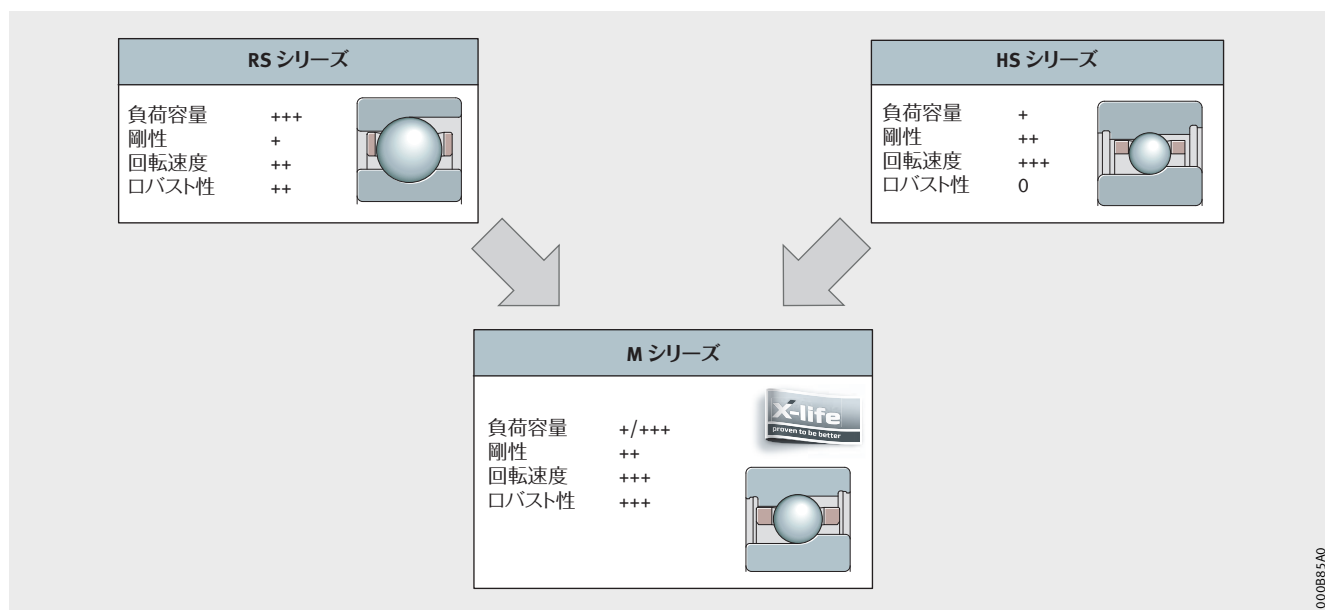 RS シリーズ
負荷容量 +++
剛性 +
回転速度 ++
ロバスト性 ++
HS シリーズ
負荷容量 +
剛性 ++
回転速度 +++
ロバスト性 0
M シリーズ
負荷容量 +/+++
剛性 ++
回転速度 +++
ロバスト性 +++
X-life
proven to be better
000B85A0